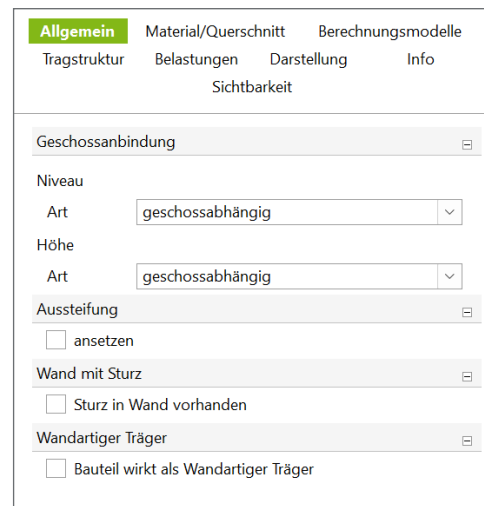 Allgemein Material/Querschnitt Berechnungsmodelle
Tragstruktur Belastungen Darstellung Info
Sichtbarkeit
Geschossanbindung
Niveau
Art geschossabhängig
Höhe
Art geschossabhängig
Aussteifung
ansetzen
Wand mit Sturz
Sturz in Wand vorhanden
Wandartiger Träger
Bauteil wirkt als Wandartiger Träger